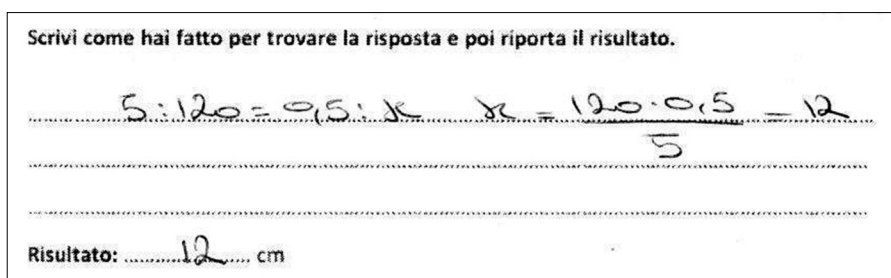 Scrivi come hai fatto per trovare la risposta e poi riporta il risultato.
5:120=0,5:x x = 120·0,5 / 5 = 12
Risultato: 12 cm